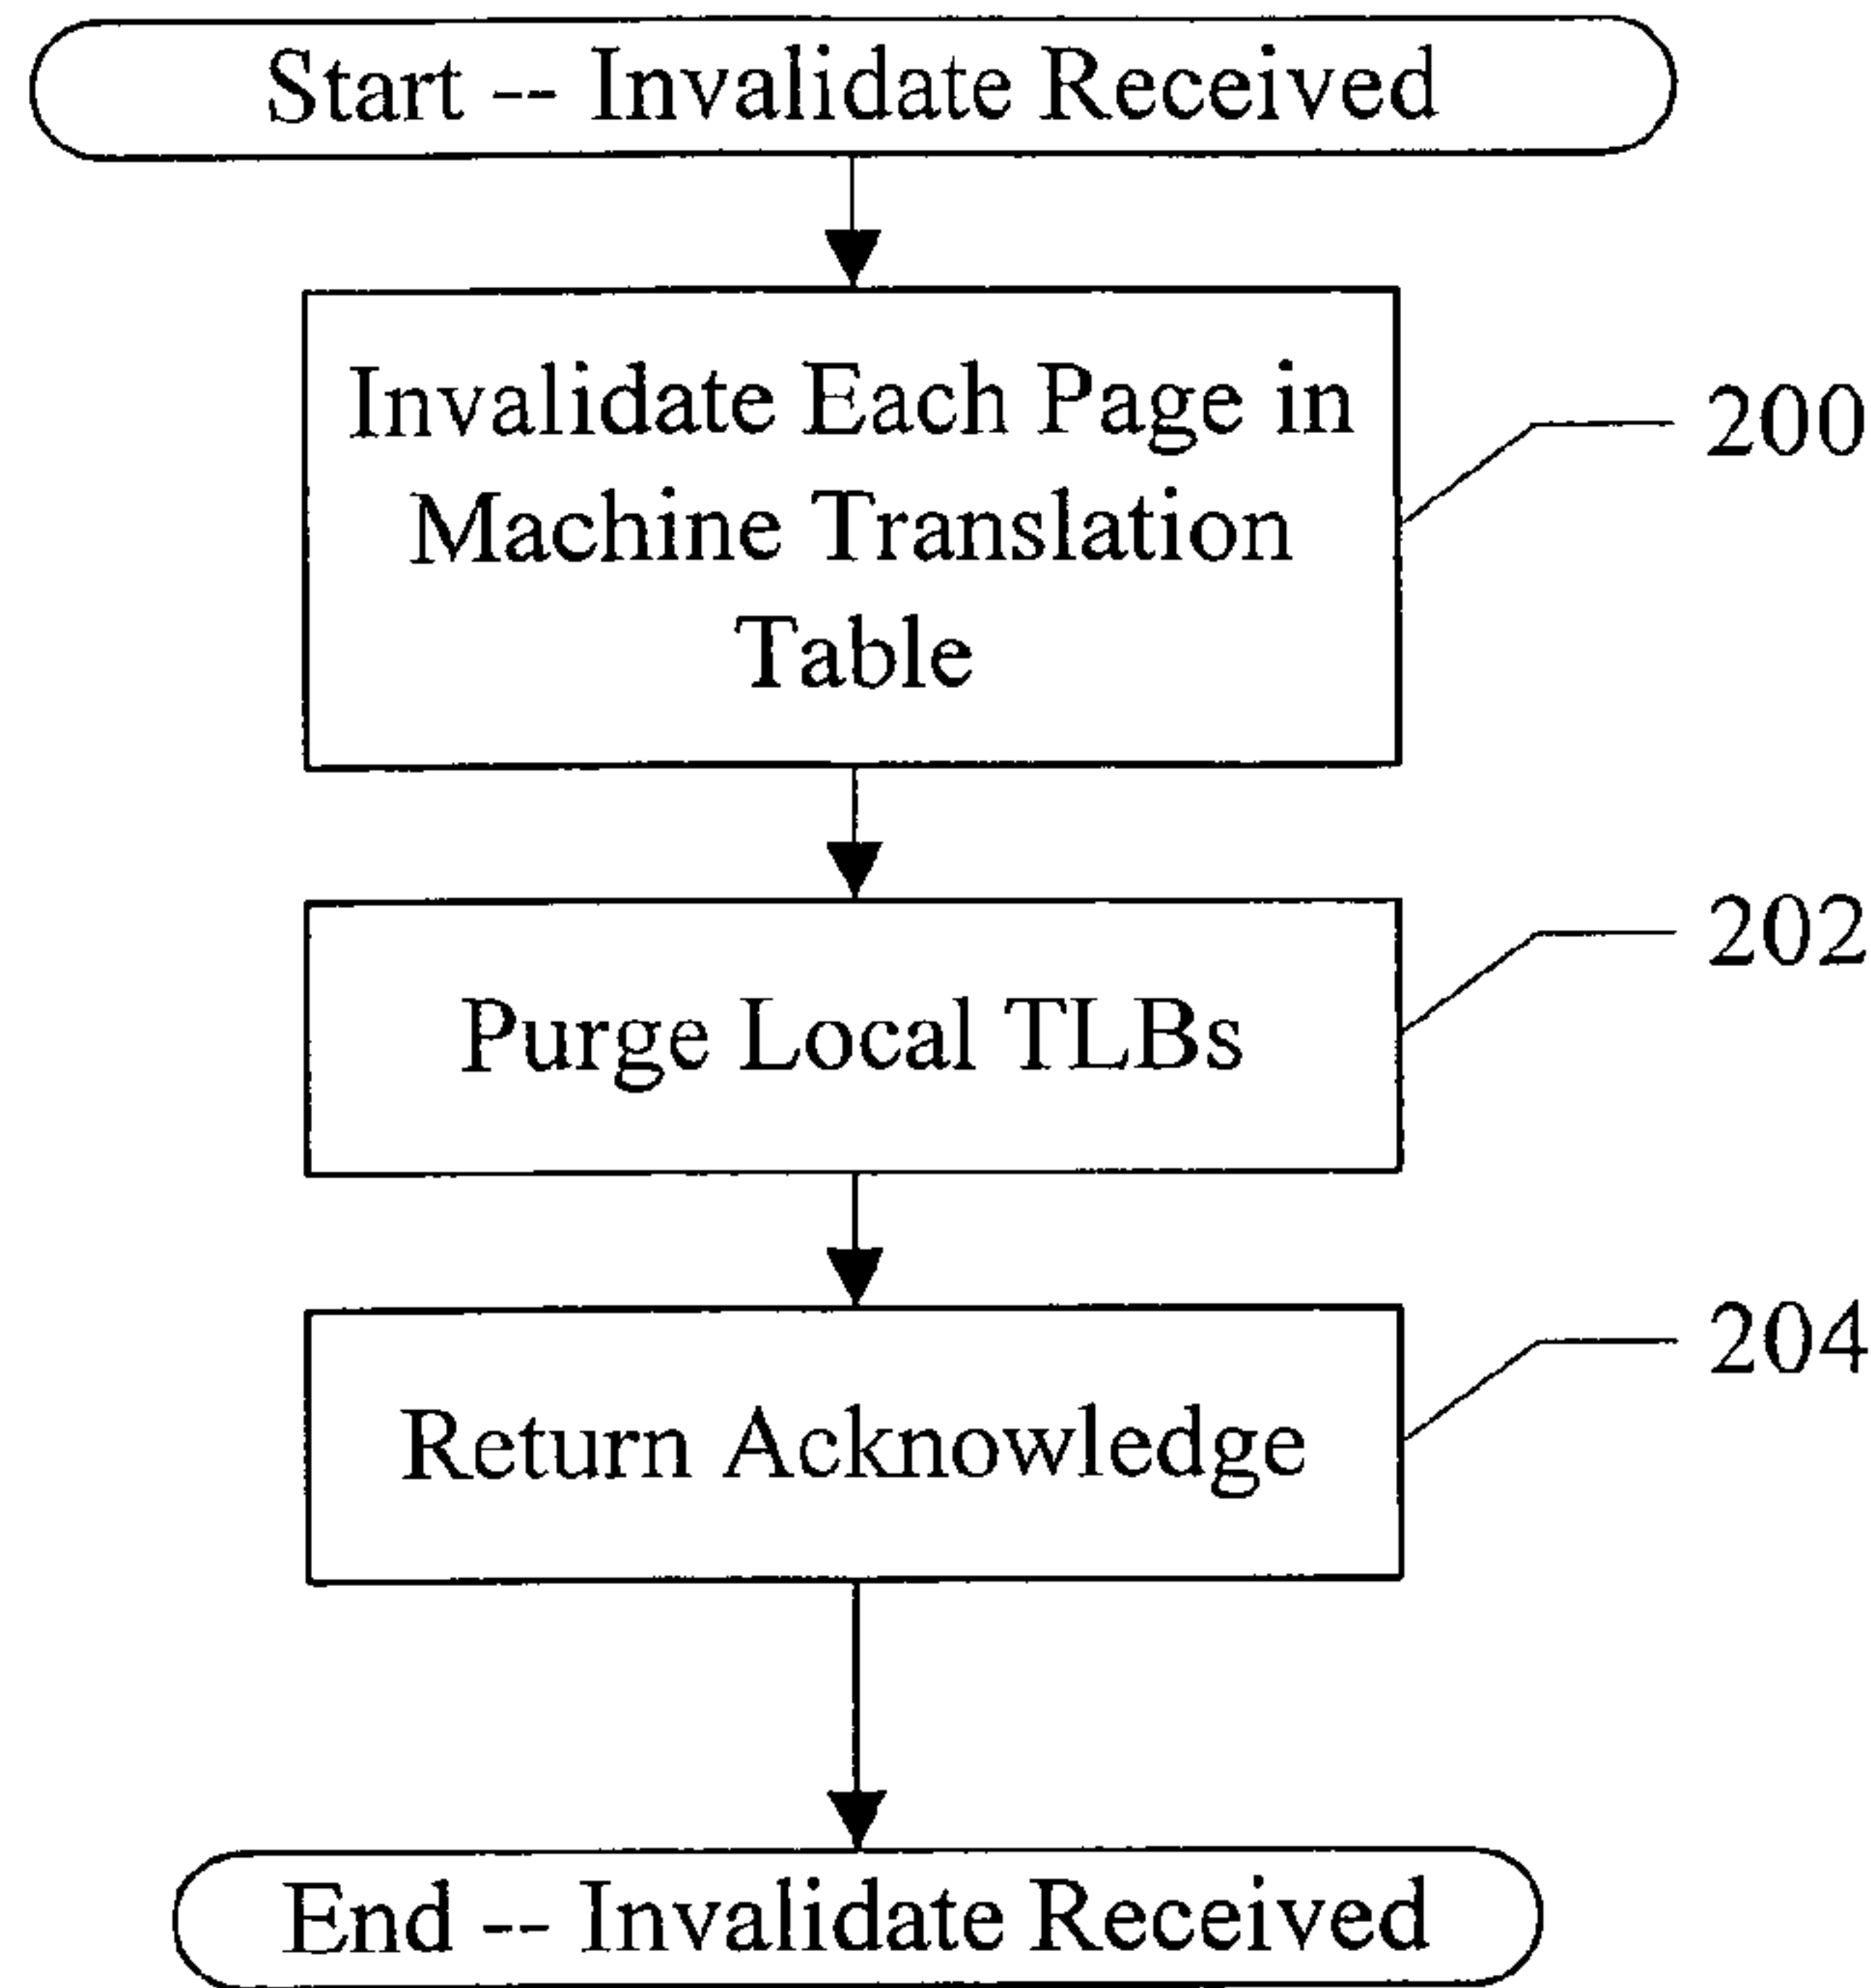 Start -- Invalidate Received
Invalidate Each Page in
Machine Translation
Table
200
Purge Local TLBs
202
Return Acknowledge
204
End -- Invalidate Received